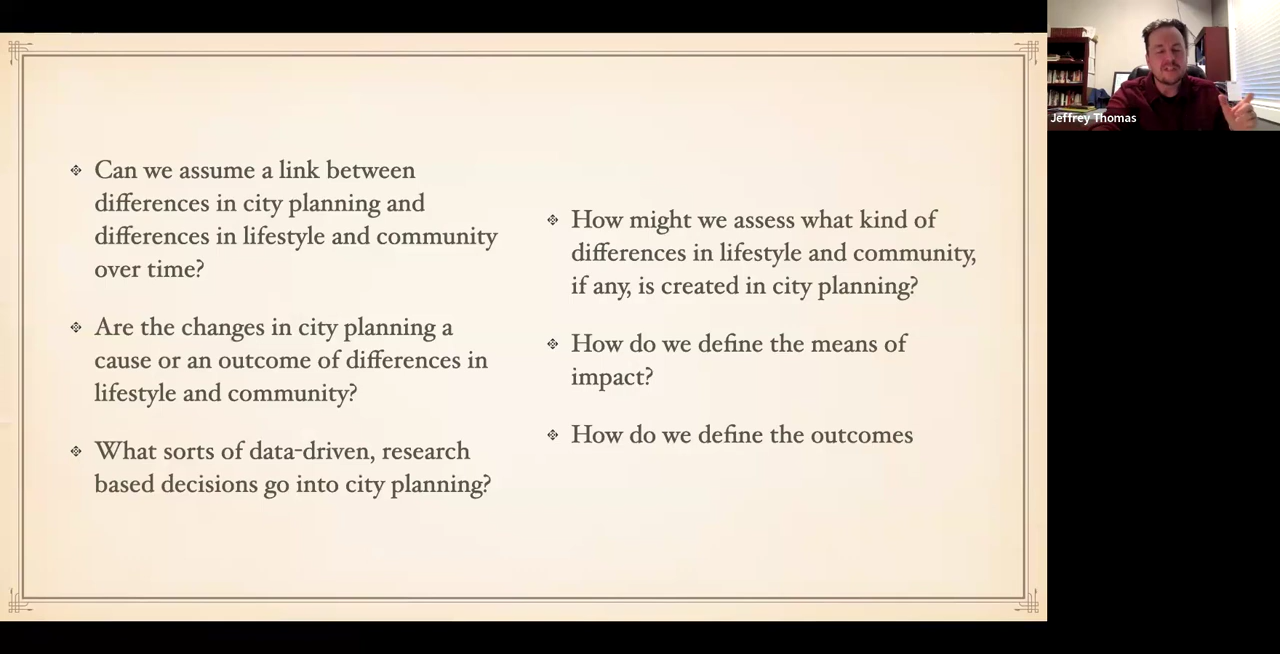 Can we assume a link between
differences in city planning and
differences in lifestyle and community
over time?
Are the changes in city planning a
cause or an outcome of differences in
lifestyle and community?
What sorts of data-driven, research
based decisions go into city planning?
How might we assess what kind of
differences in lifestyle and community,
if any, is created in city planning?
How do we define the means of
impact?
How do we define the outcomes
Jeffrey Thomas